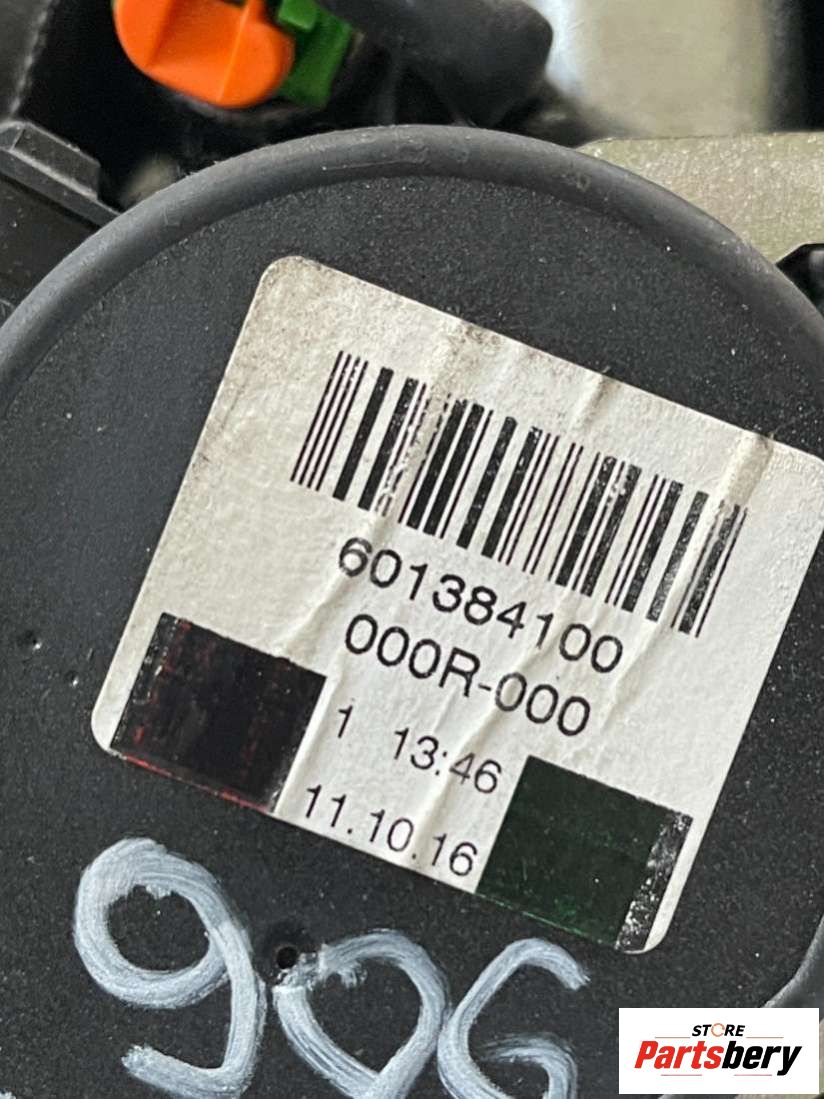 601384100
000R-000
1 13:46
11.10.16
906
STORE
Partsbery